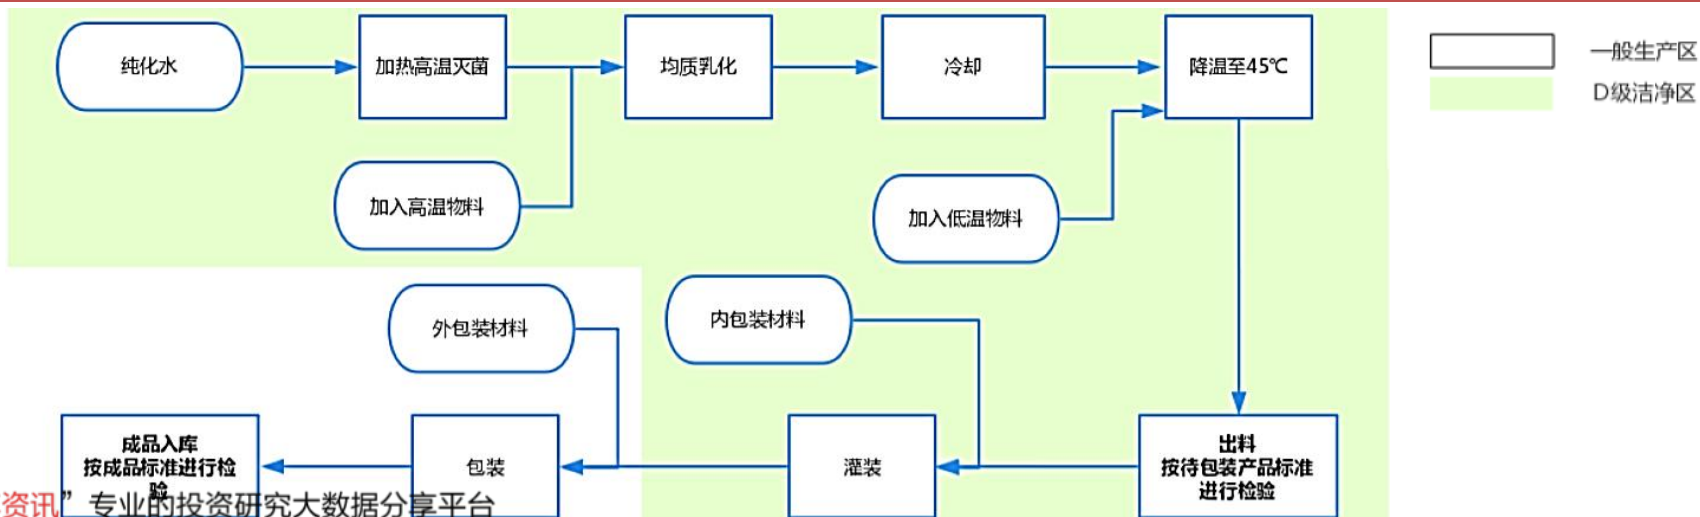 纯化水
加热高温灭菌
均质乳化
冷却
降温至45℃
一般生产区
D级洁净区
加入高温物料
加入低温物料
外包装材料
内包装材料
成品入库
按成品标准进行检
验
包装
灌装
出料
按待包装产品标准
进行检验
资讯”专业的投资研究大数据分享平台